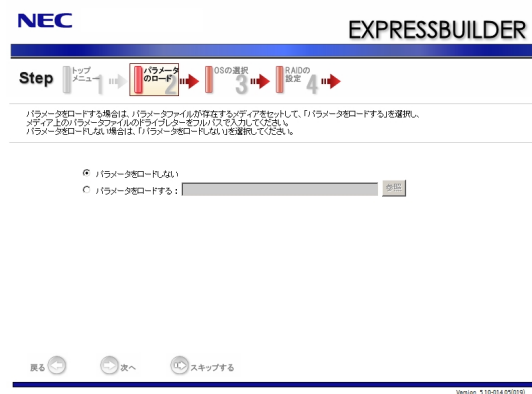 NEC
EXPRESSBUILDER
Step トップメニュー 1 パラメータのロード 2 OSの選択 3 RAIDの設定 4
パラメータをロードする場合は、パラメータファイルが存在するメディアをセットして、「パラメータをロードする」を選択し、
メディア上のパラメータファイルのドライブレターをフルパスで入力してください。
パラメータをロードしない場合は、「パラメータをロードしない」を選択してください。
パラメータをロードしない
パラメータをロードする： 参照
戻る 次へ スキップする
Version 5.10-014.05(019)